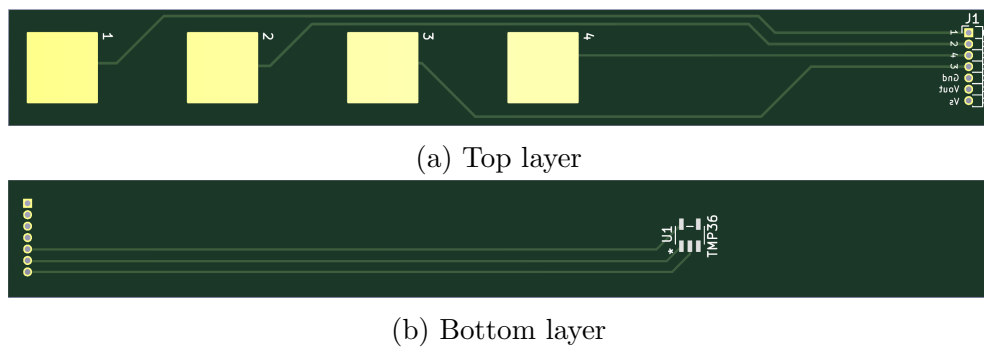 J1
1
2
3
4
1
2
4
3
Gnd
Vout
Vs
(a) Top layer
U1
*
TMP36
(b) Bottom layer